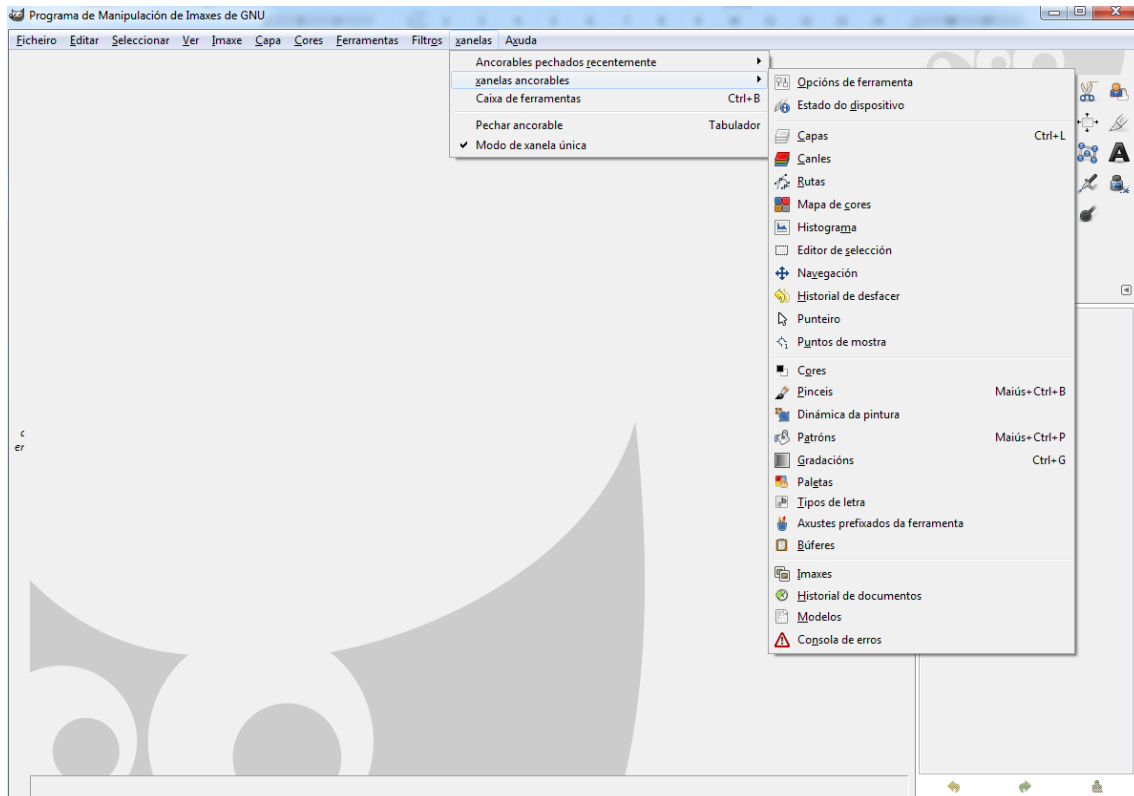 Programa de Manipulación de Imaxes de GNU
Ficheiro Editar Seleccionar Ver Imaxe Capa Cores Ferramentas Filtros xanelas Axuda
Ancorables pechados recentemente
xanelas ancorables
Caixa de ferramentas Ctrl+B
Pechar ancorable Tabulador
Modo de xanela única
Opcións de ferramenta
Estado do dispositivo
Capas Ctrl+L
Canles
Rutas
Mapa de cores
Histograma
Editor de selección
Navegación
Historial de desfacer
Punteiro
Puntos de mostra
Cores
Pinceis Maiús+Ctrl+B
Dinámica da pintura
Patróns Maiús+Ctrl+P
Gradacións Ctrl+G
Paletas
Tipos de letra
Axustes prefixados da ferramenta
Búferes
Imaxes
Historial de documentos
Modelos
Consola de erros
er